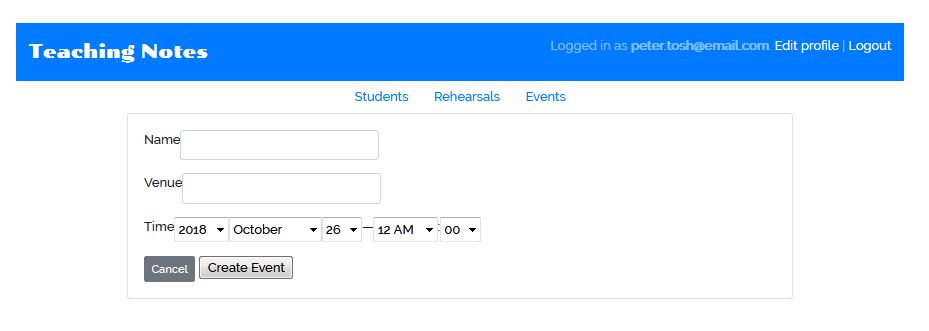 Teaching Notes
Logged in as peter.tosh@email.com. Edit profile | Logout
Students Rehearsals Events
Name
Venue
Time 2018 October 26 — 12 AM : 00
Cancel Create Event